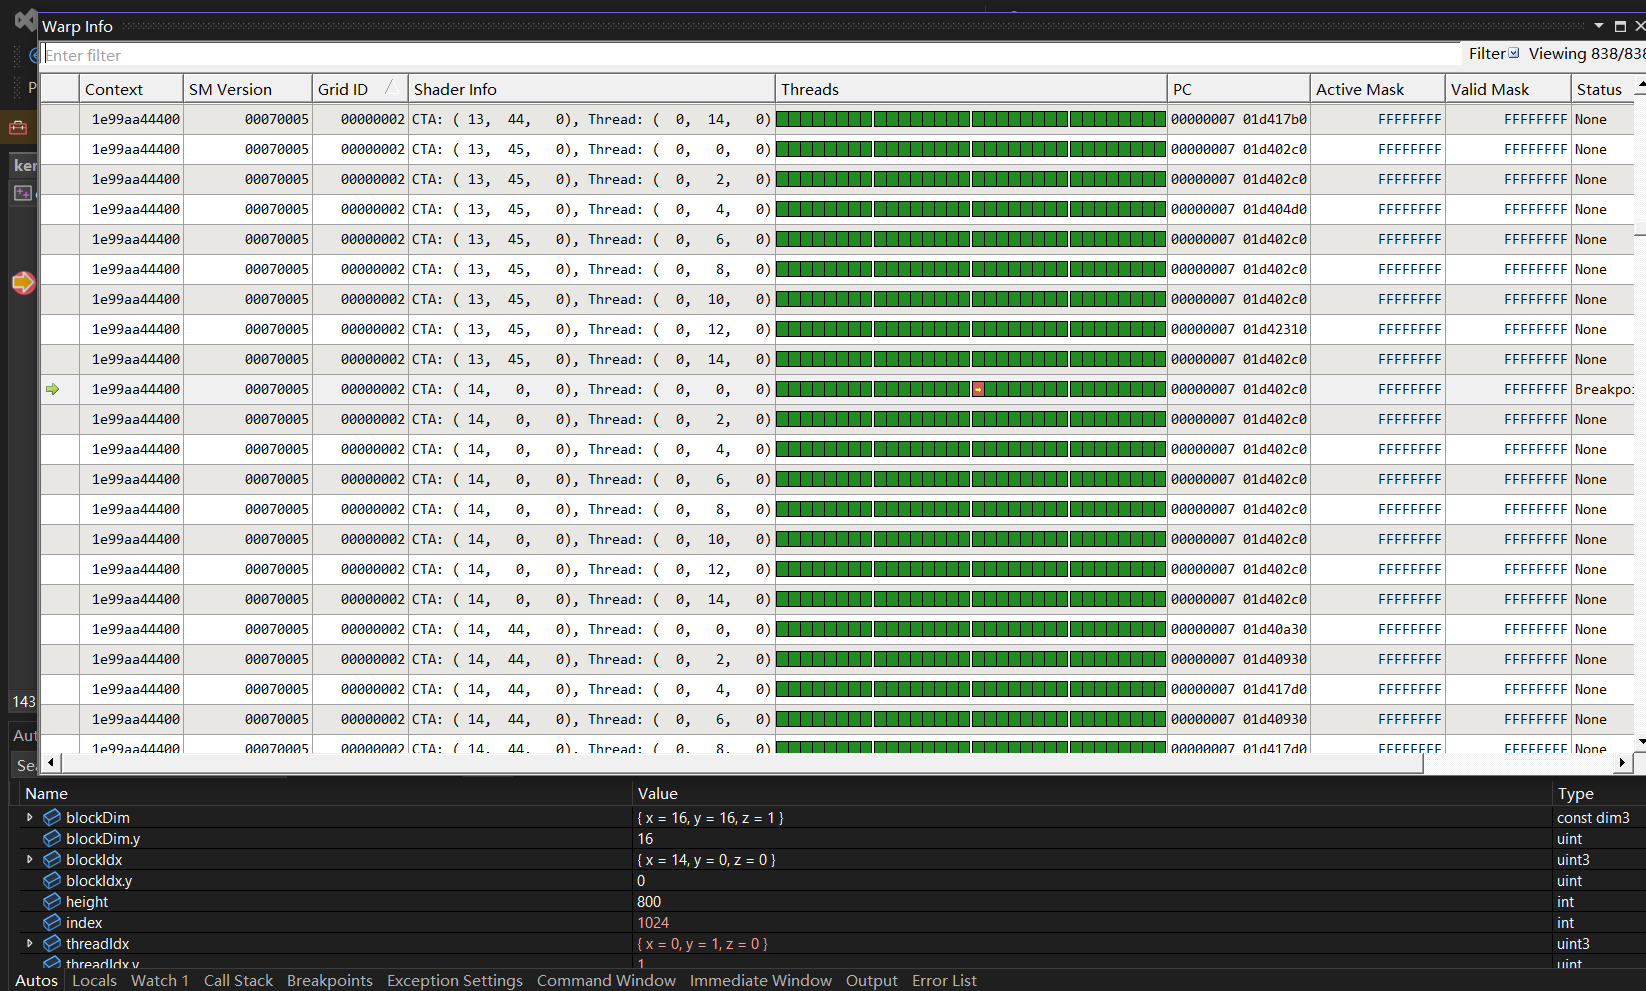 Warp Info
Enter filter
Filter Viewing 838/838
Context SM Version Grid ID Shader Info Threads PC Active Mask Valid Mask Status
1e99aa44400 00070005 00000002 CTA: ( 13, 44, 0), Thread: ( 0, 14, 0) 00000007 01d417b0 FFFFFFFF FFFFFFFF None
1e99aa44400 00070005 00000002 CTA: ( 13, 45, 0), Thread: ( 0, 0, 0) 00000007 01d402c0 FFFFFFFF FFFFFFFF None
1e99aa44400 00070005 00000002 CTA: ( 13, 45, 0), Thread: ( 0, 2, 0) 00000007 01d402c0 FFFFFFFF FFFFFFFF None
1e99aa44400 00070005 00000002 CTA: ( 13, 45, 0), Thread: ( 0, 4, 0) 00000007 01d404d0 FFFFFFFF FFFFFFFF None
1e99aa44400 00070005 00000002 CTA: ( 13, 45, 0), Thread: ( 0, 6, 0) 00000007 01d402c0 FFFFFFFF FFFFFFFF None
1e99aa44400 00070005 00000002 CTA: ( 13, 45, 0), Thread: ( 0, 8, 0) 00000007 01d402c0 FFFFFFFF FFFFFFFF None
1e99aa44400 00070005 00000002 CTA: ( 13, 45, 0), Thread: ( 0, 10, 0) 00000007 01d402c0 FFFFFFFF FFFFFFFF None
1e99aa44400 00070005 00000002 CTA: ( 13, 45, 0), Thread: ( 0, 12, 0) 00000007 01d42310 FFFFFFFF FFFFFFFF None
1e99aa44400 00070005 00000002 CTA: ( 13, 45, 0), Thread: ( 0, 14, 0) 00000007 01d402c0 FFFFFFFF FFFFFFFF None
1e99aa44400 00070005 00000002 CTA: ( 14, 0, 0), Thread: ( 0, 0, 0) 00000007 01d402c0 FFFFFFFF FFFFFFFF Breakpoi
1e99aa44400 00070005 00000002 CTA: ( 14, 0, 0), Thread: ( 0, 2, 0) 00000007 01d402c0 FFFFFFFF FFFFFFFF None
1e99aa44400 00070005 00000002 CTA: ( 14, 0, 0), Thread: ( 0, 4, 0) 00000007 01d402c0 FFFFFFFF FFFFFFFF None
1e99aa44400 00070005 00000002 CTA: ( 14, 0, 0), Thread: ( 0, 6, 0) 00000007 01d402c0 FFFFFFFF FFFFFFFF None
1e99aa44400 00070005 00000002 CTA: ( 14, 0, 0), Thread: ( 0, 8, 0) 00000007 01d402c0 FFFFFFFF FFFFFFFF None
1e99aa44400 00070005 00000002 CTA: ( 14, 0, 0), Thread: ( 0, 10, 0) 00000007 01d402c0 FFFFFFFF FFFFFFFF None
1e99aa44400 00070005 00000002 CTA: ( 14, 0, 0), Thread: ( 0, 12, 0) 00000007 01d402c0 FFFFFFFF FFFFFFFF None
1e99aa44400 00070005 00000002 CTA: ( 14, 0, 0), Thread: ( 0, 14, 0) 00000007 01d402c0 FFFFFFFF FFFFFFFF None
1e99aa44400 00070005 00000002 CTA: ( 14, 44, 0), Thread: ( 0, 0, 0) 00000007 01d40a30 FFFFFFFF FFFFFFFF None
1e99aa44400 00070005 00000002 CTA: ( 14, 44, 0), Thread: ( 0, 2, 0) 00000007 01d40930 FFFFFFFF FFFFFFFF None
1e99aa44400 00070005 00000002 CTA: ( 14, 44, 0), Thread: ( 0, 4, 0) 00000007 01d417d0 FFFFFFFF FFFFFFFF None
1e99aa44400 00070005 00000002 CTA: ( 14, 44, 0), Thread: ( 0, 6, 0) 00000007 01d40930 FFFFFFFF FFFFFFFF None
1e99aa44400 00070005 00000002 CTA: ( 14, 44, 0), Thread: ( 0, 8, 0) 00000007 01d417d0 FFFFFFFF FFFFFFFF None
P
ker
143
Aut
Sea
Name Value Type
blockDim { x = 16, y = 16, z = 1 } const dim3
blockDim.y 16 uint
blockIdx { x = 14, y = 0, z = 0 } uint3
blockIdx.y 0 uint
height 800 int
index 1024 int
threadIdx { x = 0, y = 1, z = 0 } uint3
threadIdx.y 1 uint
Autos Locals Watch 1 Call Stack Breakpoints Exception Settings Command Window Immediate Window Output Error List